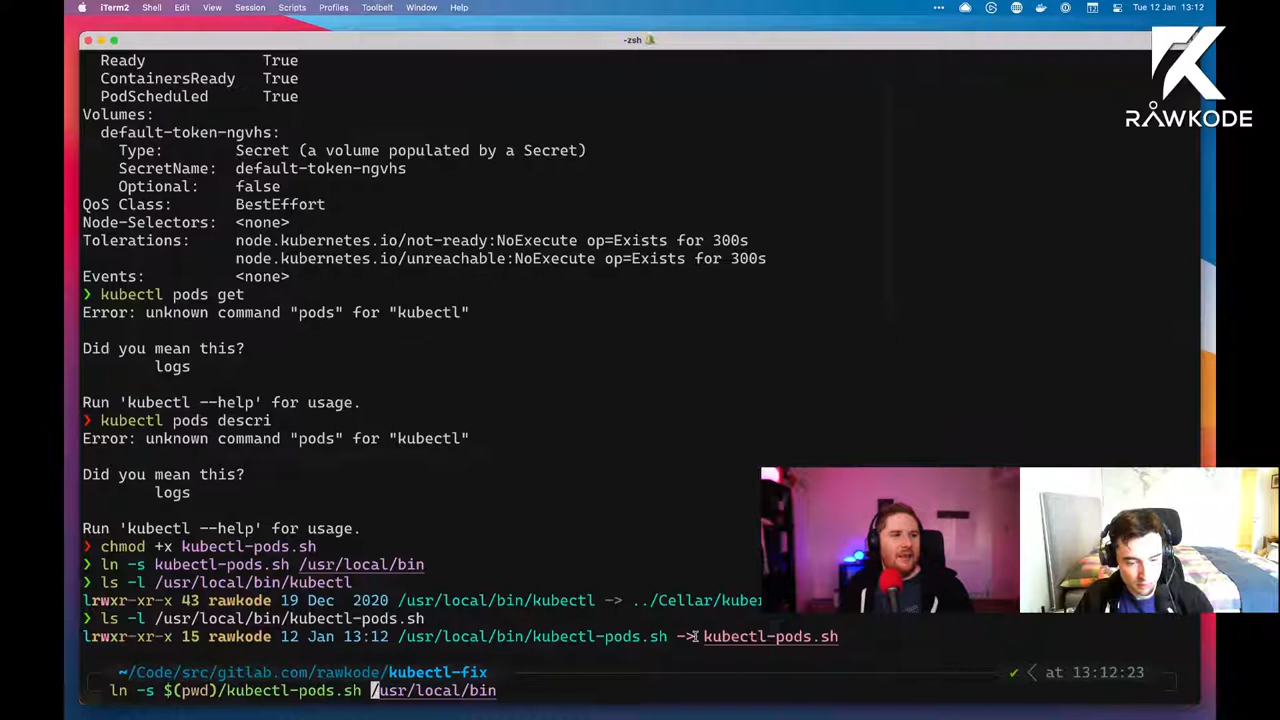 iTerm2 Shell Edit View Session Scripts Profiles Toolbelt Window Help Tue 12 Jan 13:12
-zsh
RAWKODE
Ready True
ContainersReady True
PodScheduled True
Volumes:
default-token-ngvhs:
Type: Secret (a volume populated by a Secret)
SecretName: default-token-ngvhs
Optional: false
QoS Class: BestEffort
Node-Selectors: <none>
Tolerations: node.kubernetes.io/not-ready:NoExecute op=Exists for 300s
node.kubernetes.io/unreachable:NoExecute op=Exists for 300s
Events: <none>
❯ kubectl pods get
Error: unknown command "pods" for "kubectl"
Did you mean this?
logs
Run 'kubectl --help' for usage.
❯ kubectl pods descri
Error: unknown command "pods" for "kubectl"
Did you mean this?
logs
Run 'kubectl --help' for usage.
❯ chmod +x kubectl-pods.sh
❯ ln -s kubectl-pods.sh /usr/local/bin
❯ ls -l /usr/local/bin/kubectl
lrwxr-xr-x 43 rawkode 19 Dec 2020 /usr/local/bin/kubectl -> ../Cellar/kuber
❯ ls -l /usr/local/bin/kubectl-pods.sh
lrwxr-xr-x 15 rawkode 12 Jan 13:12 /usr/local/bin/kubectl-pods.sh -> kubectl-pods.sh
~/Code/src/gitlab.com/rawkode/kubectl-fix ✔ < at 13:12:23
ln -s $(pwd)/kubectl-pods.sh /usr/local/bin